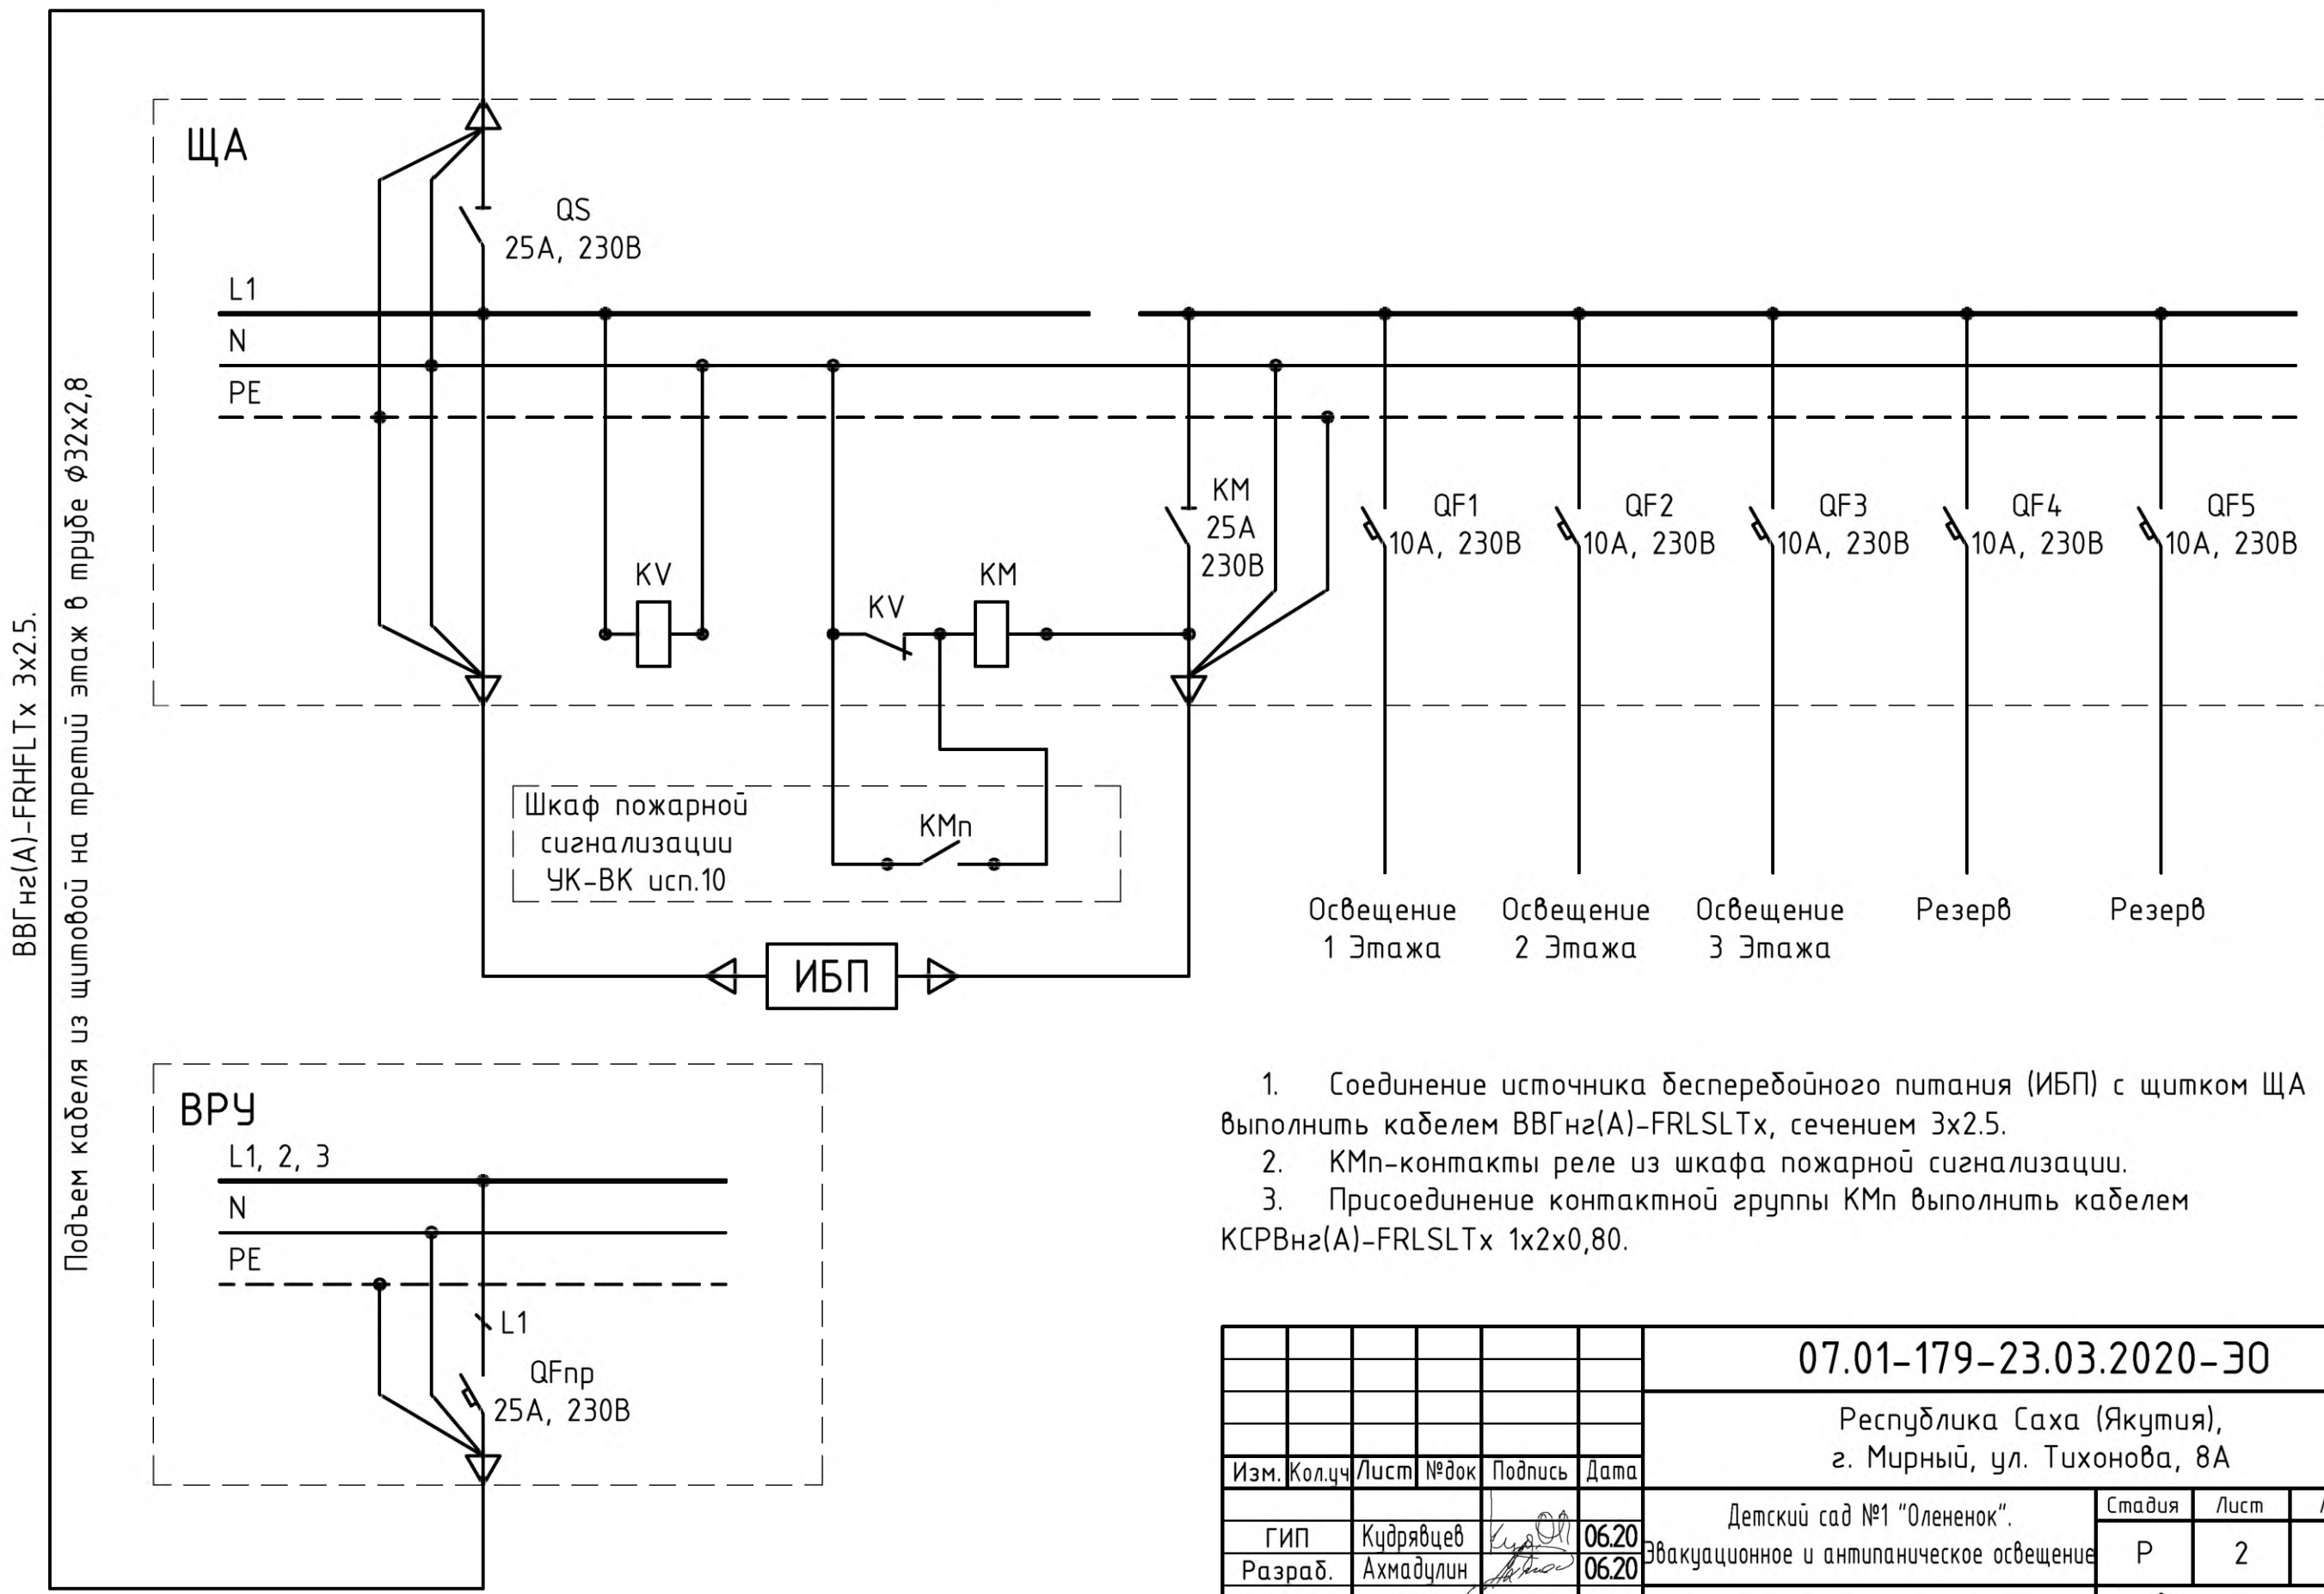 ВВГнг(А)-FRHFLTx 3x2.5.
Подъем кабеля из щитовой на третий этаж в трубе ф32х2,8
ЩА
QS
25А, 230В
L1
N
PE
KV
KV
KM
KM
25А
230В
QF1
10А, 230В
QF2
10А, 230В
QF3
10А, 230В
QF4
10А, 230В
QF5
10А, 230В
Шкаф пожарной
сигнализации
УК-ВК исп.10
КМп
ИБП
Освещение
1 Этажа
Освещение
2 Этажа
Освещение
3 Этажа
Резерв
Резерв
ВРУ
L1, 2, 3
N
PE
L1
QFпр
25А, 230В
1. Соединение источника бесперебойного питания (ИБП) с щитком ЩА
выполнить кабелем ВВГнг(А)-FRLSLTx, сечением 3х2.5.
2. КМп-контакты реле из шкафа пожарной сигнализации.
3. Присоединение контактной группы КМп выполнить кабелем
КСРВнг(А)-FRLSLTx 1х2х0,80.
07.01-179-23.03.2020-ЭО
Республика Саха (Якутия),
г. Мирный, ул. Тихонова, 8А
Изм. Кол.уч Лист №док Подпись Дата
Детский сад №1 "Олененок".
Эвакуационное и антипаническое освещение
Стадия Лист
Р 2
ГИП Кудрявцев 06.20
Разраб. Ахмадулин 06.20